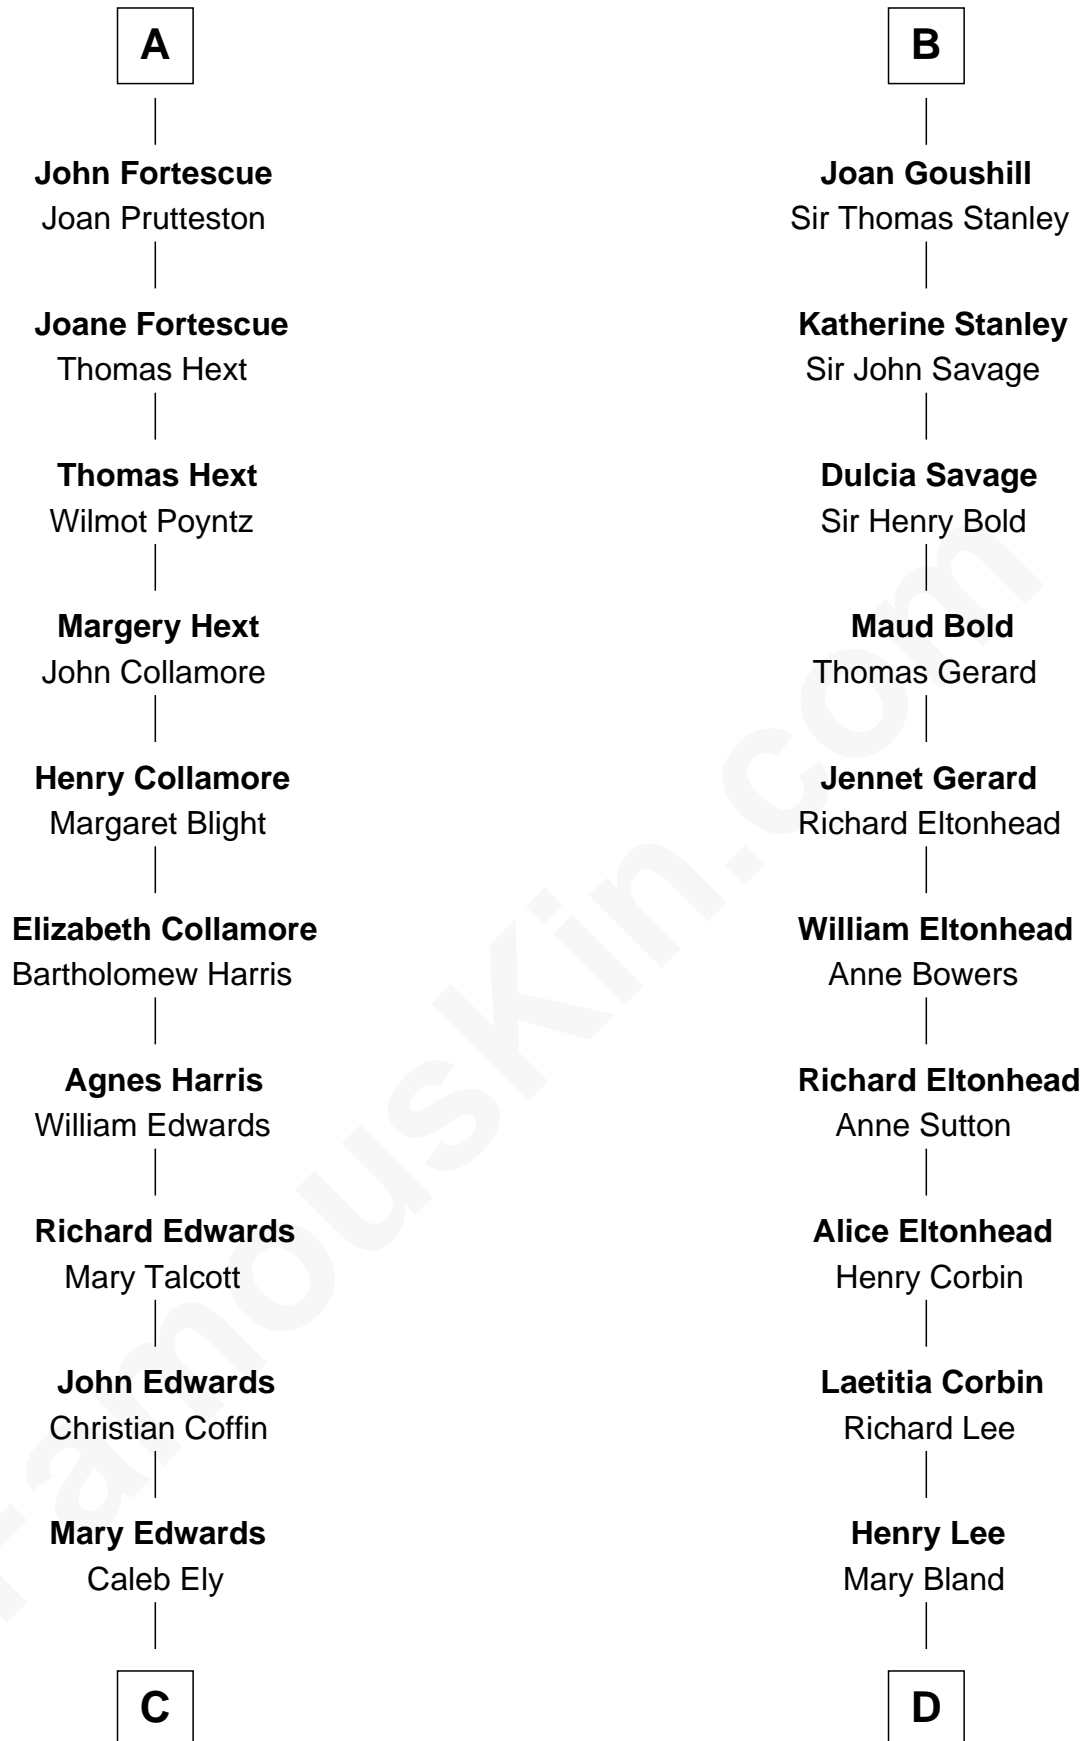 A
John Fortescue
Joan Prutteston
Joane Fortescue
Thomas Hext
Thomas Hext
Wilmot Poyntz
Margery Hext
John Collamore
Henry Collamore
Margaret Blight
Elizabeth Collamore
Bartholomew Harris
Agnes Harris
William Edwards
Richard Edwards
Mary Talcott
John Edwards
Christian Coffin
Mary Edwards
Caleb Ely
C
B
Joan Goushill
Sir Thomas Stanley
Katherine Stanley
Sir John Savage
Dulcia Savage
Sir Henry Bold
Maud Bold
Thomas Gerard
Jennet Gerard
Richard Eltonhead
William Eltonhead
Anne Bowers
Richard Eltonhead
Anne Sutton
Alice Eltonhead
Henry Corbin
Laetitia Corbin
Richard Lee
Henry Lee
Mary Bland
D
FamousKin.com